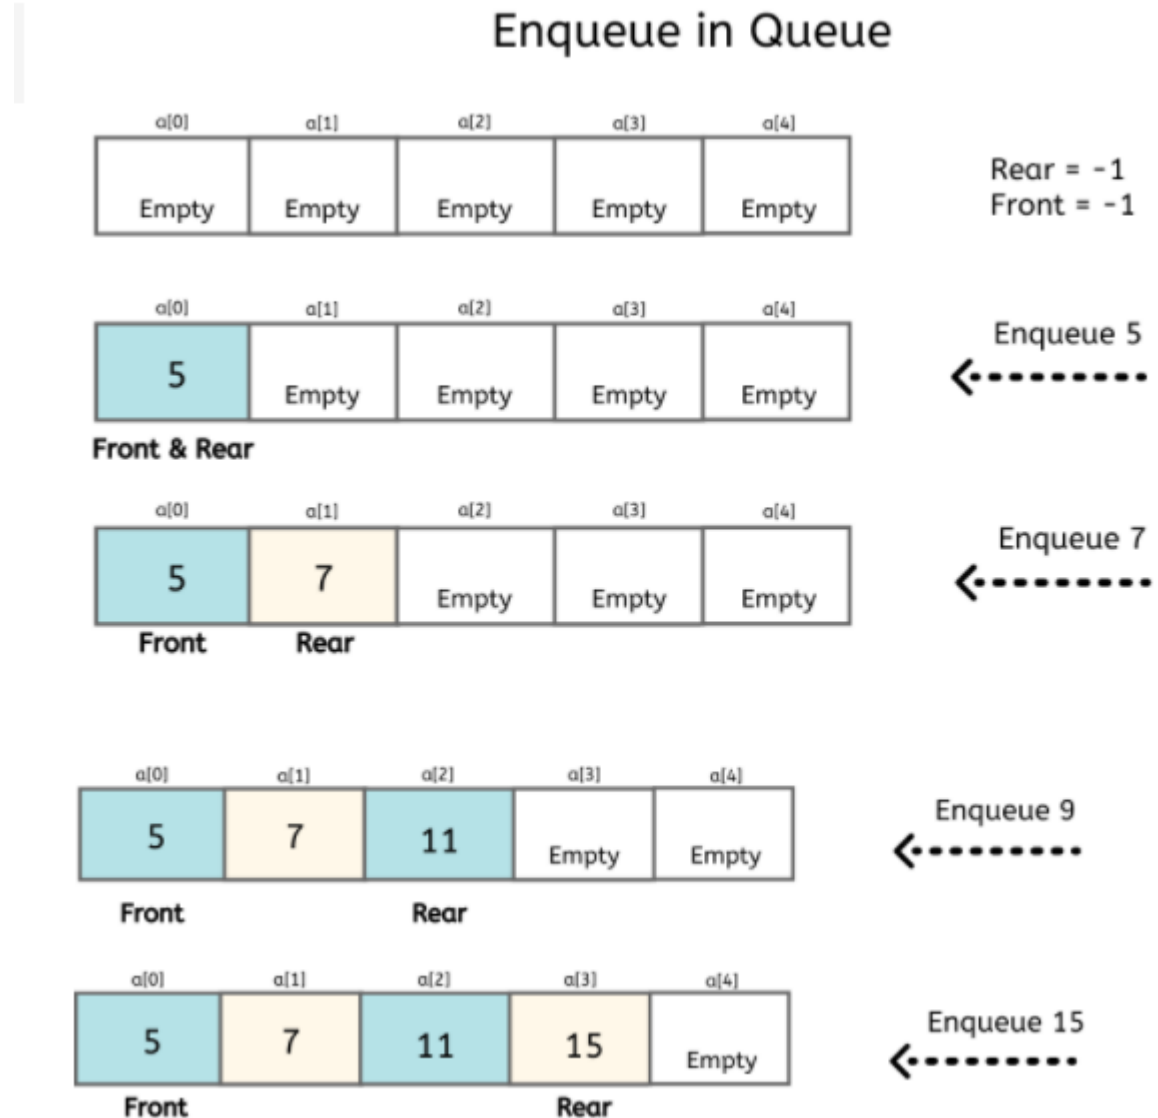 Enqueue in Queue
a[0] a[1] a[2] a[3] a[4]
Empty Empty Empty Empty Empty
Rear = -1
Front = -1
a[0] a[1] a[2] a[3] a[4]
5 Empty Empty Empty Empty
Enqueue 5
Front & Rear
a[0] a[1] a[2] a[3] a[4]
5 7 Empty Empty Empty
Enqueue 7
Front Rear
a[0] a[1] a[2] a[3] a[4]
5 7 11 Empty Empty
Enqueue 9
Front Rear
a[0] a[1] a[2] a[3] a[4]
5 7 11 15 Empty
Enqueue 15
Front Rear